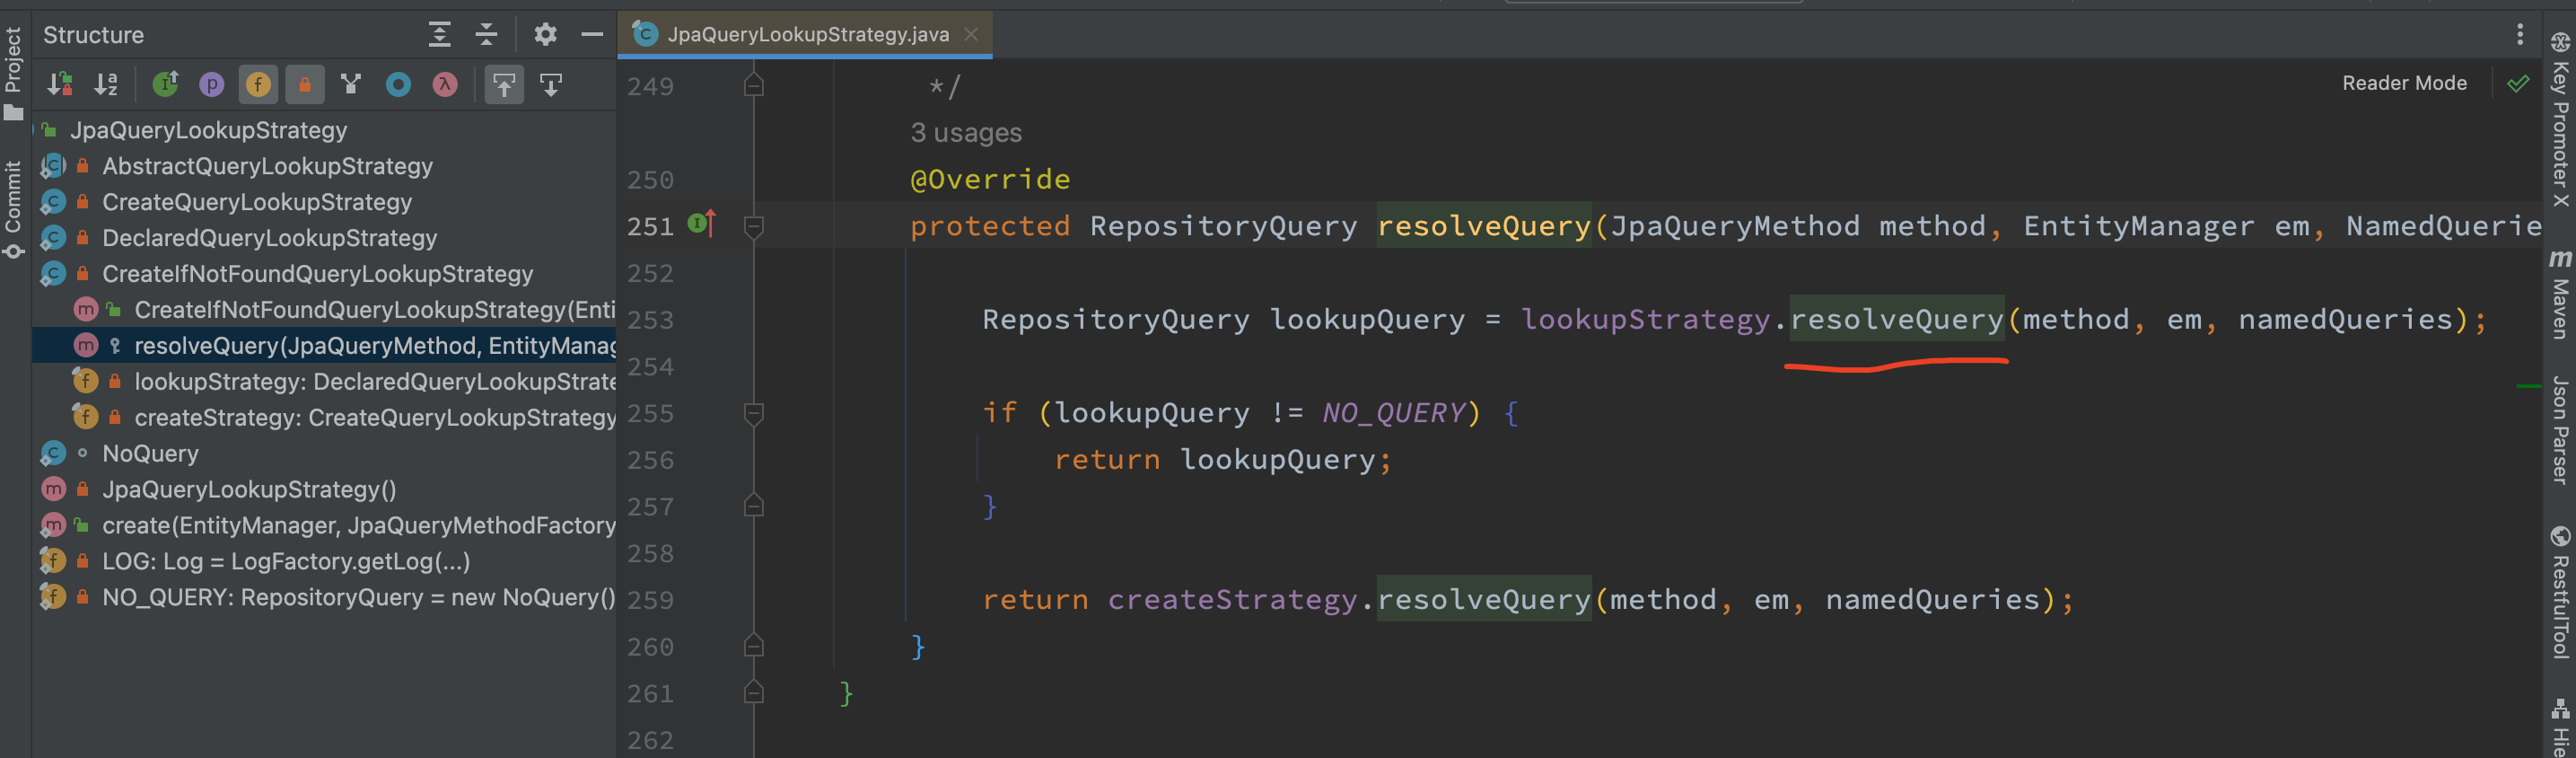 Project
Commit
Structure
JpaQueryLookupStrategy
AbstractQueryLookupStrategy
CreateQueryLookupStrategy
DeclaredQueryLookupStrategy
CreateIfNotFoundQueryLookupStrategy
CreateIfNotFoundQueryLookupStrategy(Enti
resolveQuery(JpaQueryMethod, EntityManag
lookupStrategy: DeclaredQueryLookupStrate
createStrategy: CreateQueryLookupStrategy
NoQuery
JpaQueryLookupStrategy()
create(EntityManager, JpaQueryMethodFactory
LOG: Log = LogFactory.getLog(...)
NO_QUERY: RepositoryQuery = new NoQuery()
JpaQueryLookupStrategy.java
Reader Mode
249 */
3 usages
250 @Override
251 protected RepositoryQuery resolveQuery(JpaQueryMethod method, EntityManager em, NamedQuerie
252
253 RepositoryQuery lookupQuery = lookupStrategy.resolveQuery(method, em, namedQueries);
254
255 if (lookupQuery != NO_QUERY) {
256 return lookupQuery;
257 }
258
259 return createStrategy.resolveQuery(method, em, namedQueries);
260 }
261 }
262
Key Promoter X
Maven
Json Parser
RestfulTool
Hie